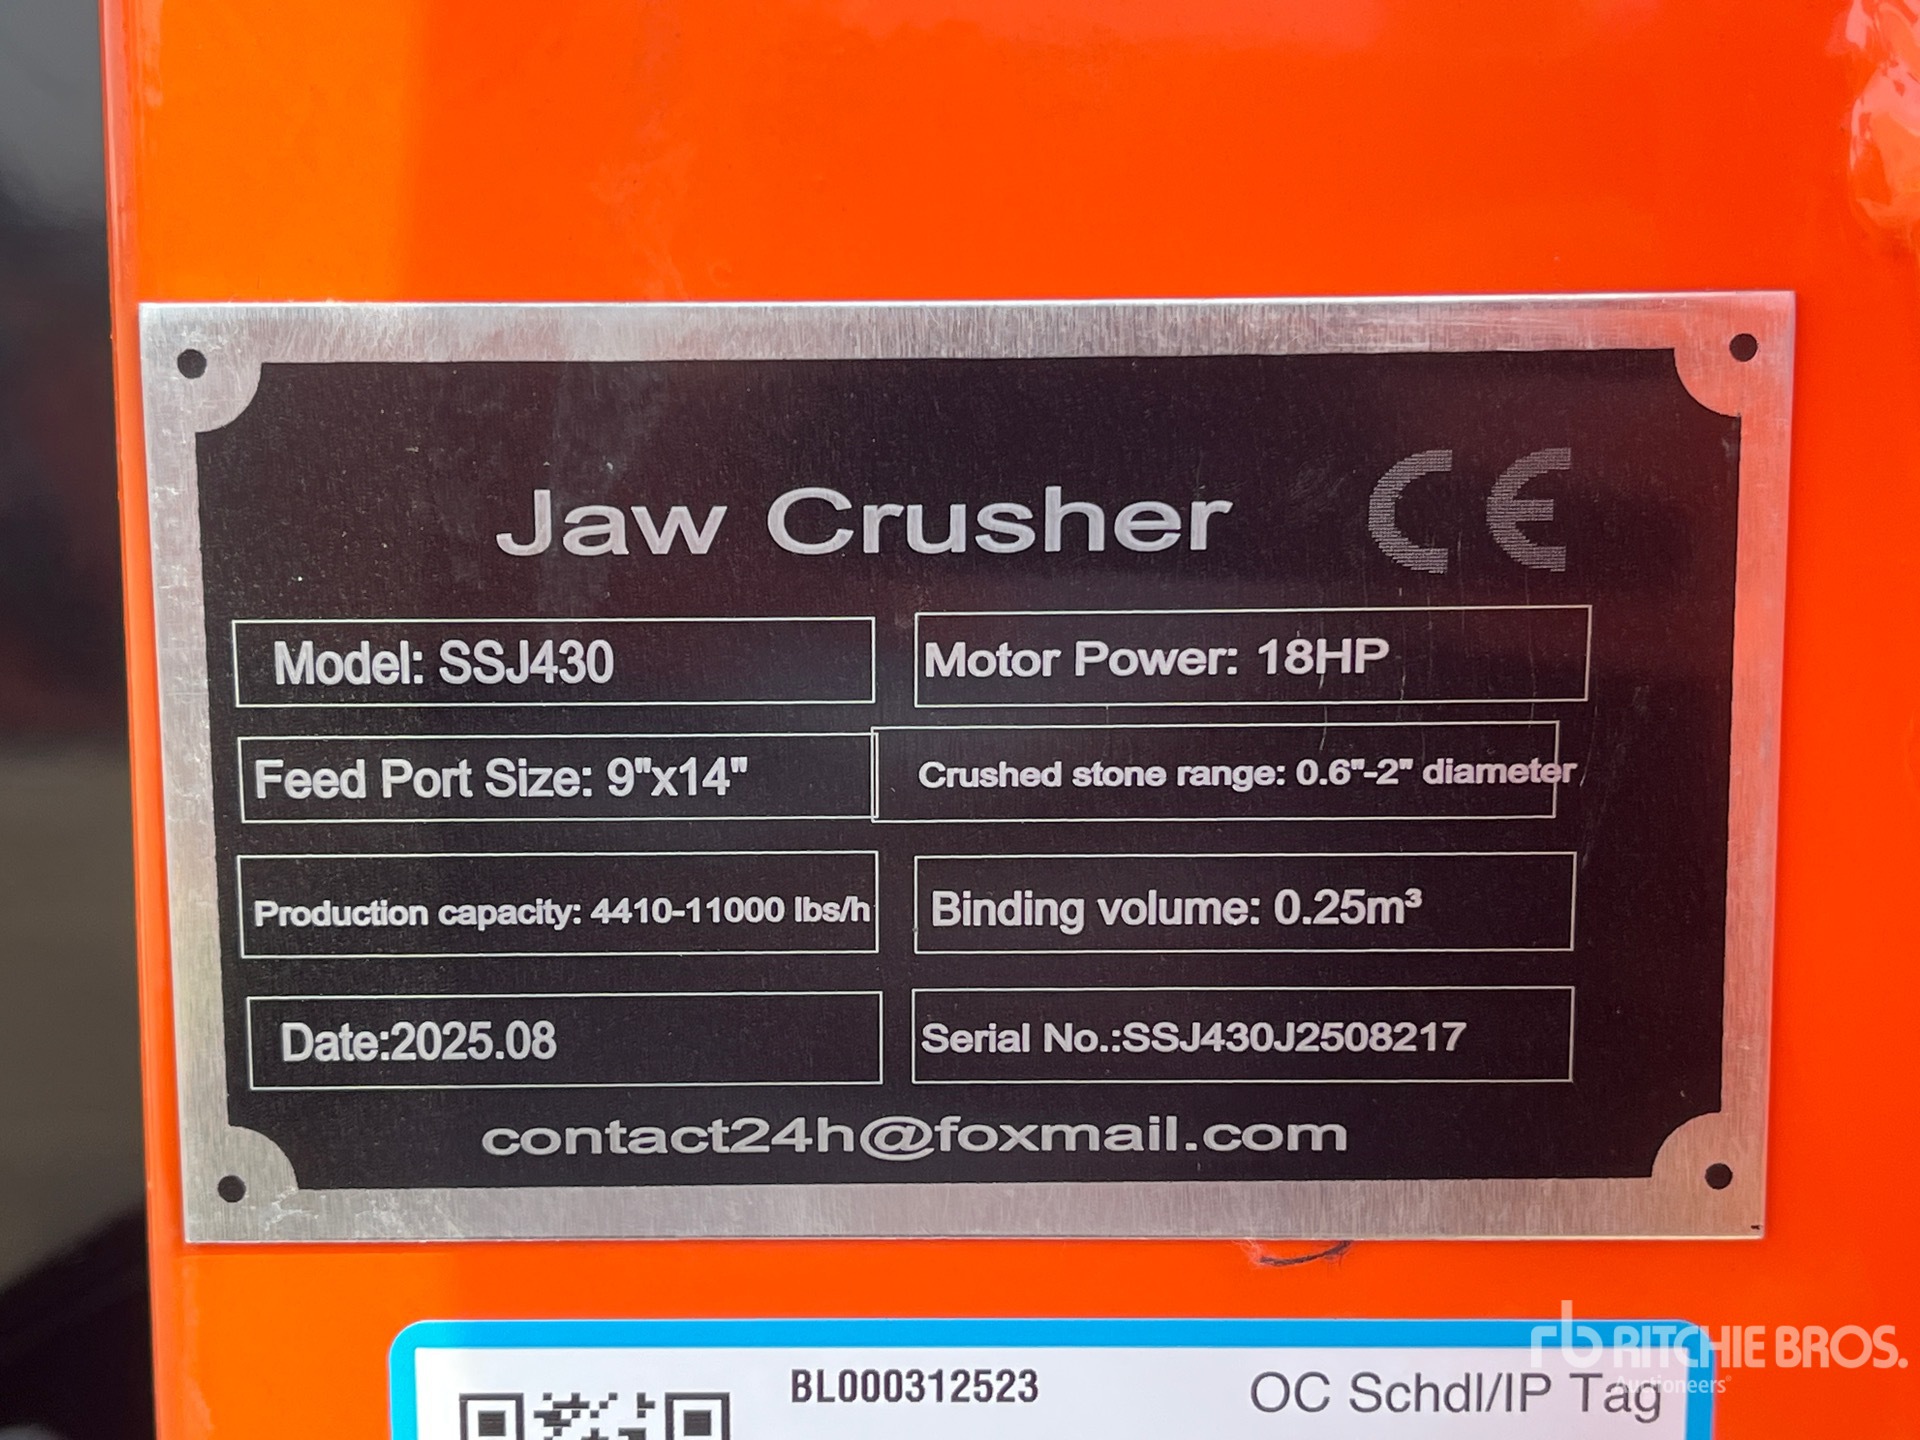 Jaw Crusher CE
Model: SSJ430
Motor Power: 18HP
Feed Port Size: 9"x14"
Crushed stone range: 0.6"-2" diameter
Production capacity: 4410-11000 lbs/h
Binding volume: 0.25m³
Date:2025.08
Serial No.:SSJ430J2508217
contact24h@foxmail.com
BL000312523
OC Schdl/IP Tag
rb RITCHIE BROS.
Auctioneers